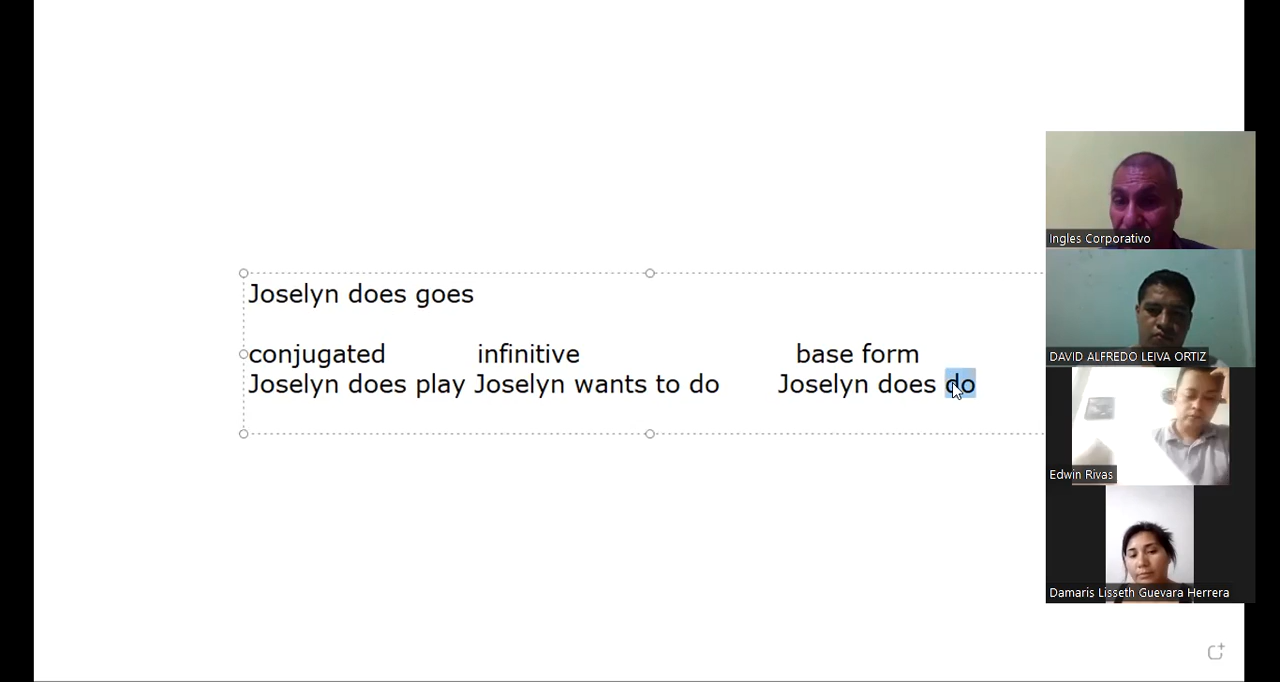 Joselyn does goes
conjugated infinitive base form
Joselyn does play Joselyn wants to do Joselyn does do
Ingles Corporativo
DAVID ALFREDO LEIVA ORTIZ
Edwin Rivas
Damaris Lisseth Guevara Herrera